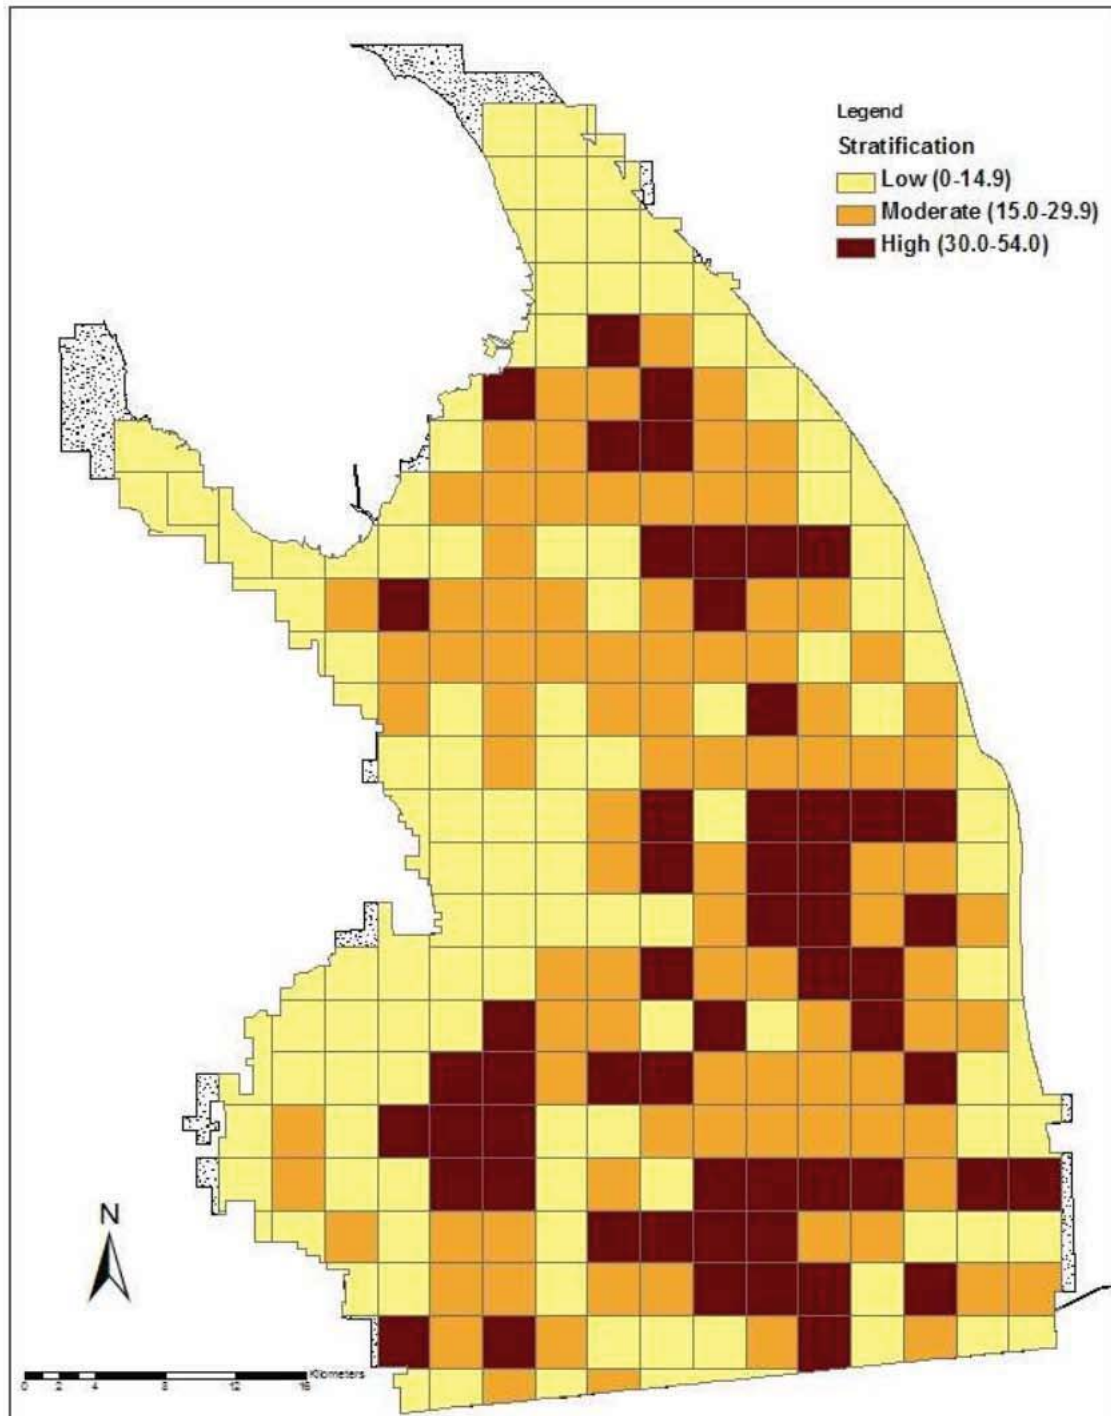 Legend
Stratification
Low (0-14.9)
Moderate (15.0-29.9)
High (30.0-54.0)
N
Kilometers
0 2 4 8 12 16